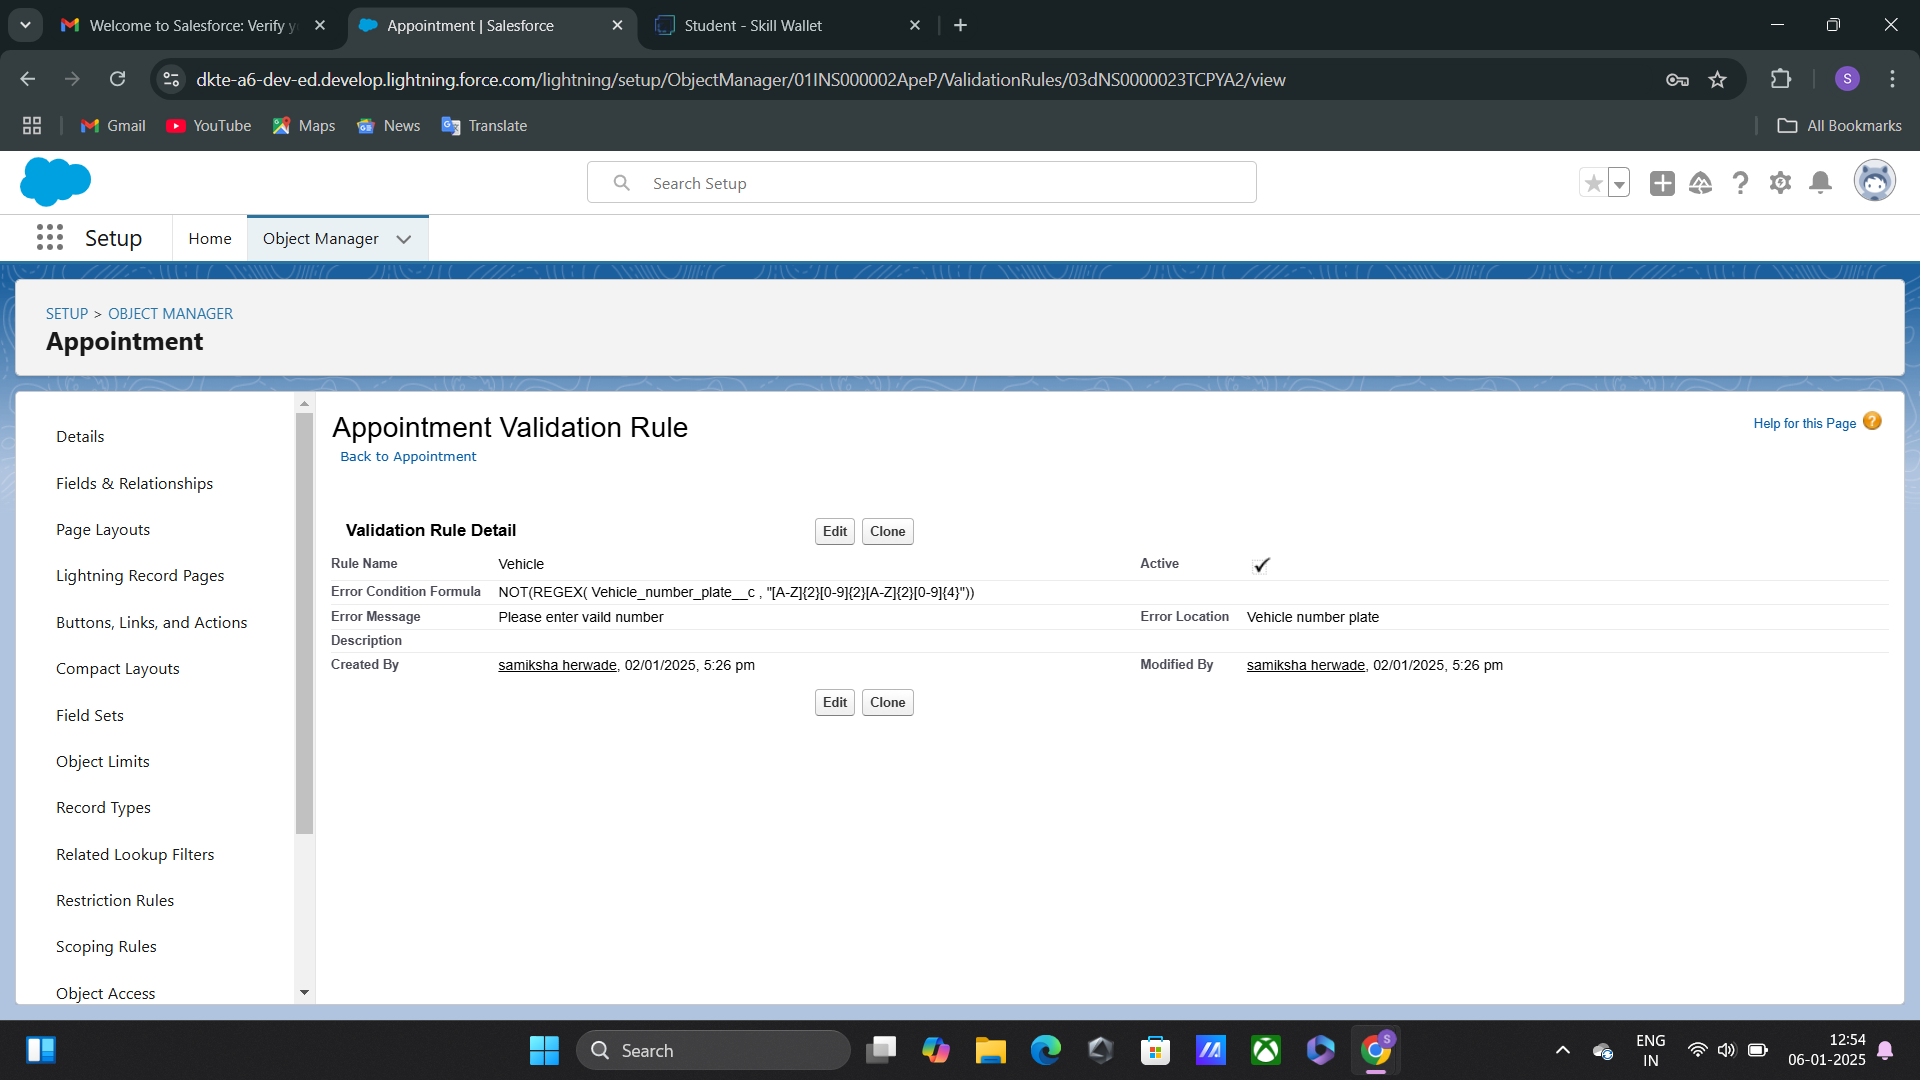 Welcome to Salesforce: Verify y
Appointment | Salesforce
Student - Skill Wallet
dkte-a6-dev-ed.develop.lightning.force.com/lightning/setup/ObjectManager/01INS000002ApeP/ValidationRules/03dNS0000023TCPYA2/view
S
Gmail
YouTube
Maps
News
Translate
All Bookmarks
Search Setup
Setup
Home
Object Manager
SETUP > OBJECT MANAGER
Appointment
Details
Fields & Relationships
Page Layouts
Lightning Record Pages
Buttons, Links, and Actions
Compact Layouts
Field Sets
Object Limits
Record Types
Related Lookup Filters
Restriction Rules
Scoping Rules
Object Access
Appointment Validation Rule
Back to Appointment
Help for this Page
Validation Rule Detail
Edit Clone
Rule Name Vehicle Active
Error Condition Formula NOT(REGEX( Vehicle_number_plate__c , "[A-Z]{2}[0-9]{2}[A-Z]{2}[0-9]{4}"))
Error Message Please enter vaild number Error Location Vehicle number plate
Description
Created By samiksha herwade, 02/01/2025, 5:26 pm Modified By samiksha herwade, 02/01/2025, 5:26 pm
Edit Clone
Search
S
ENG
IN
12:54
06-01-2025